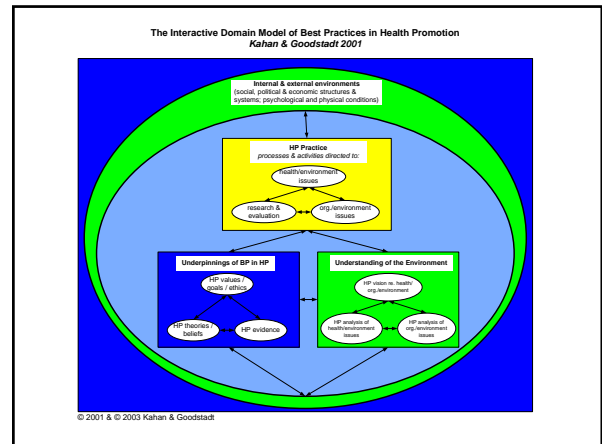 The Interactive Domain Model of Best Practices in Health Promotion
Kahan & Goodstadt 2001
Internal & external environments
(social, political & economic structures &
systems; psychological and physical conditions)
HP Practice
processes & activities directed to:
health/environment
issues
research &
evaluation
org./environment
issues
Underpinnings of BP in HP
HP values /
goals / ethics
HP theories /
beliefs
HP evidence
Understanding of the Environment
HP vision re. health/
org./environment
HP analysis of
health/environment
issues
HP analysis of
org./environment
issues
© 2001 & © 2003 Kahan & Goodstadt